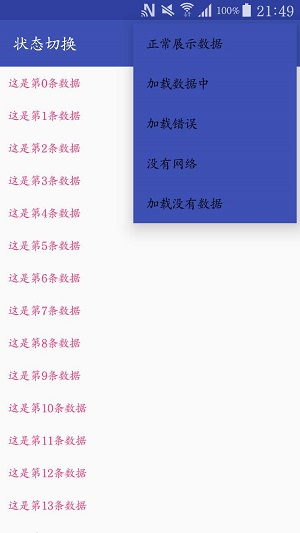 100% 21:49
状态切换
正常展示数据
加载数据中
加载错误
没有网络
加载没有数据
这是第0条数据
这是第1条数据
这是第2条数据
这是第3条数据
这是第4条数据
这是第5条数据
这是第6条数据
这是第7条数据
这是第8条数据
这是第9条数据
这是第10条数据
这是第11条数据
这是第12条数据
这是第13条数据